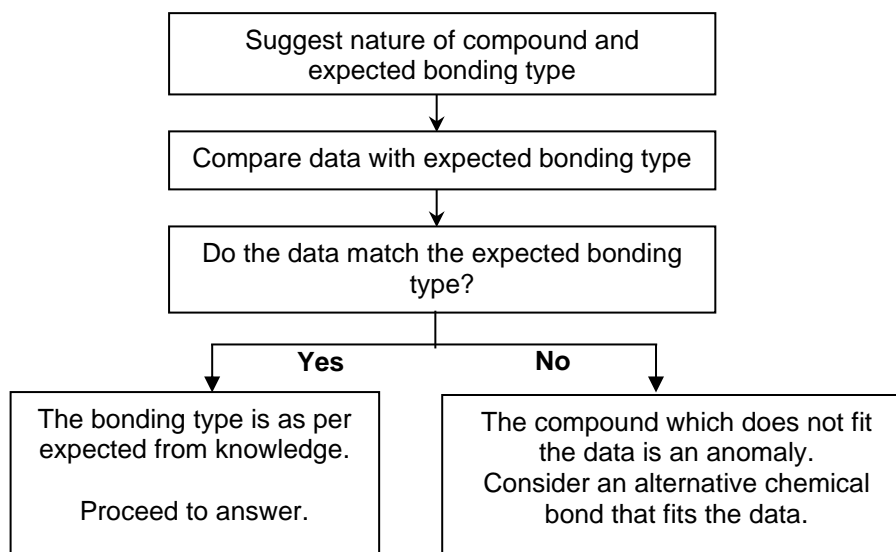 Suggest nature of compound and
expected bonding type
Compare data with expected bonding type
Do the data match the expected bonding
type?
Yes
No
The bonding type is as per
expected from knowledge.
Proceed to answer.
The compound which does not fit
the data is an anomaly.
Consider an alternative chemical
bond that fits the data.